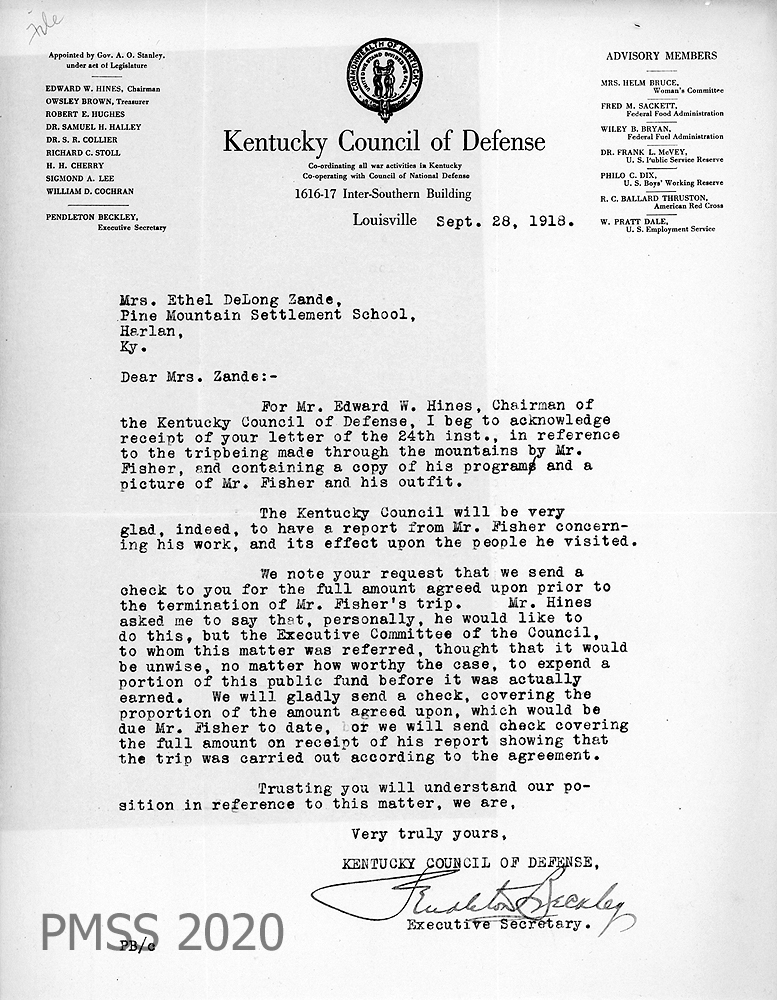 File
Appointed by Gov. A. O. Stanley,
under act of Legislature
EDWARD W. HINES, Chairman
OWSLEY BROWN, Treasurer
ROBERT E. HUGHES
DR. SAMUEL H. HALLEY
DR. S. R. COLLIER
RICHARD C. STOLL
H. H. CHERRY
SIGMOND A. LEE
WILLIAM D. COCHRAN
PENDLETON BECKLEY,
Executive Secretary
COMMONWEALTH OF KENTUCKY
UNITED WE STAND DIVIDED WE FALL
Kentucky Council of Defense
Co-ordinating all war activities in Kentucky
Co-operating with Council of National Defense
1616-17 Inter-Southern Building
Louisville Sept. 28, 1918.
ADVISORY MEMBERS
MRS. HELM BRUCE,
Woman's Committee
FRED M. SACKETT,
Federal Food Administration
WILEY B. BRYAN,
Federal Fuel Administration
DR. FRANK L. McVEY,
U. S. Public Service Reserve
PHILO C. DIX,
U. S. Boys' Working Reserve
R. C. BALLARD THRUSTON,
American Red Cross
W. PRATT DALE,
U. S. Employment Service
Mrs. Ethel DeLong Zande,
Pine Mountain Settlement School,
Harlan,
Ky.
Dear Mrs. Zande:-
For Mr. Edward W. Hines, Chairman of
the Kentucky Council of Defense, I beg to acknowledge
receipt of your letter of the 24th inst., in reference
to the tripbeing made through the mountains by Mr.
Fisher, and containing a copy of his program and a
picture of Mr. Fisher and his outfit.
The Kentucky Council will be very
glad, indeed, to have a report from Mr. Fisher concern-
ing his work, and its effect upon the people he visited.
We note your request that we send a
check to you for the full amount agreed upon prior to
the termination of Mr. Fisher's trip. Mr. Hines
asked me to say that, personally, he would like to
do this, but the Executive Committee of the Council,
to whom this matter was referred, thought that it would
be unwise, no matter how worthy the case, to expend a
portion of this public fund before it was actually
earned. We will gladly send a check, covering the
proportion of the amount agreed upon, which would be
due Mr. Fisher to date, or we will send check covering
the full amount on receipt of his report showing that
the trip was carried out according to the agreement.
Trusting you will understand our po-
sition in reference to this matter, we are,
Very truly yours,
KENTUCKY COUNCIL OF DEFENSE,
Pendleton Beckley
Executive Secretary.
PMSS 2020
PB/c